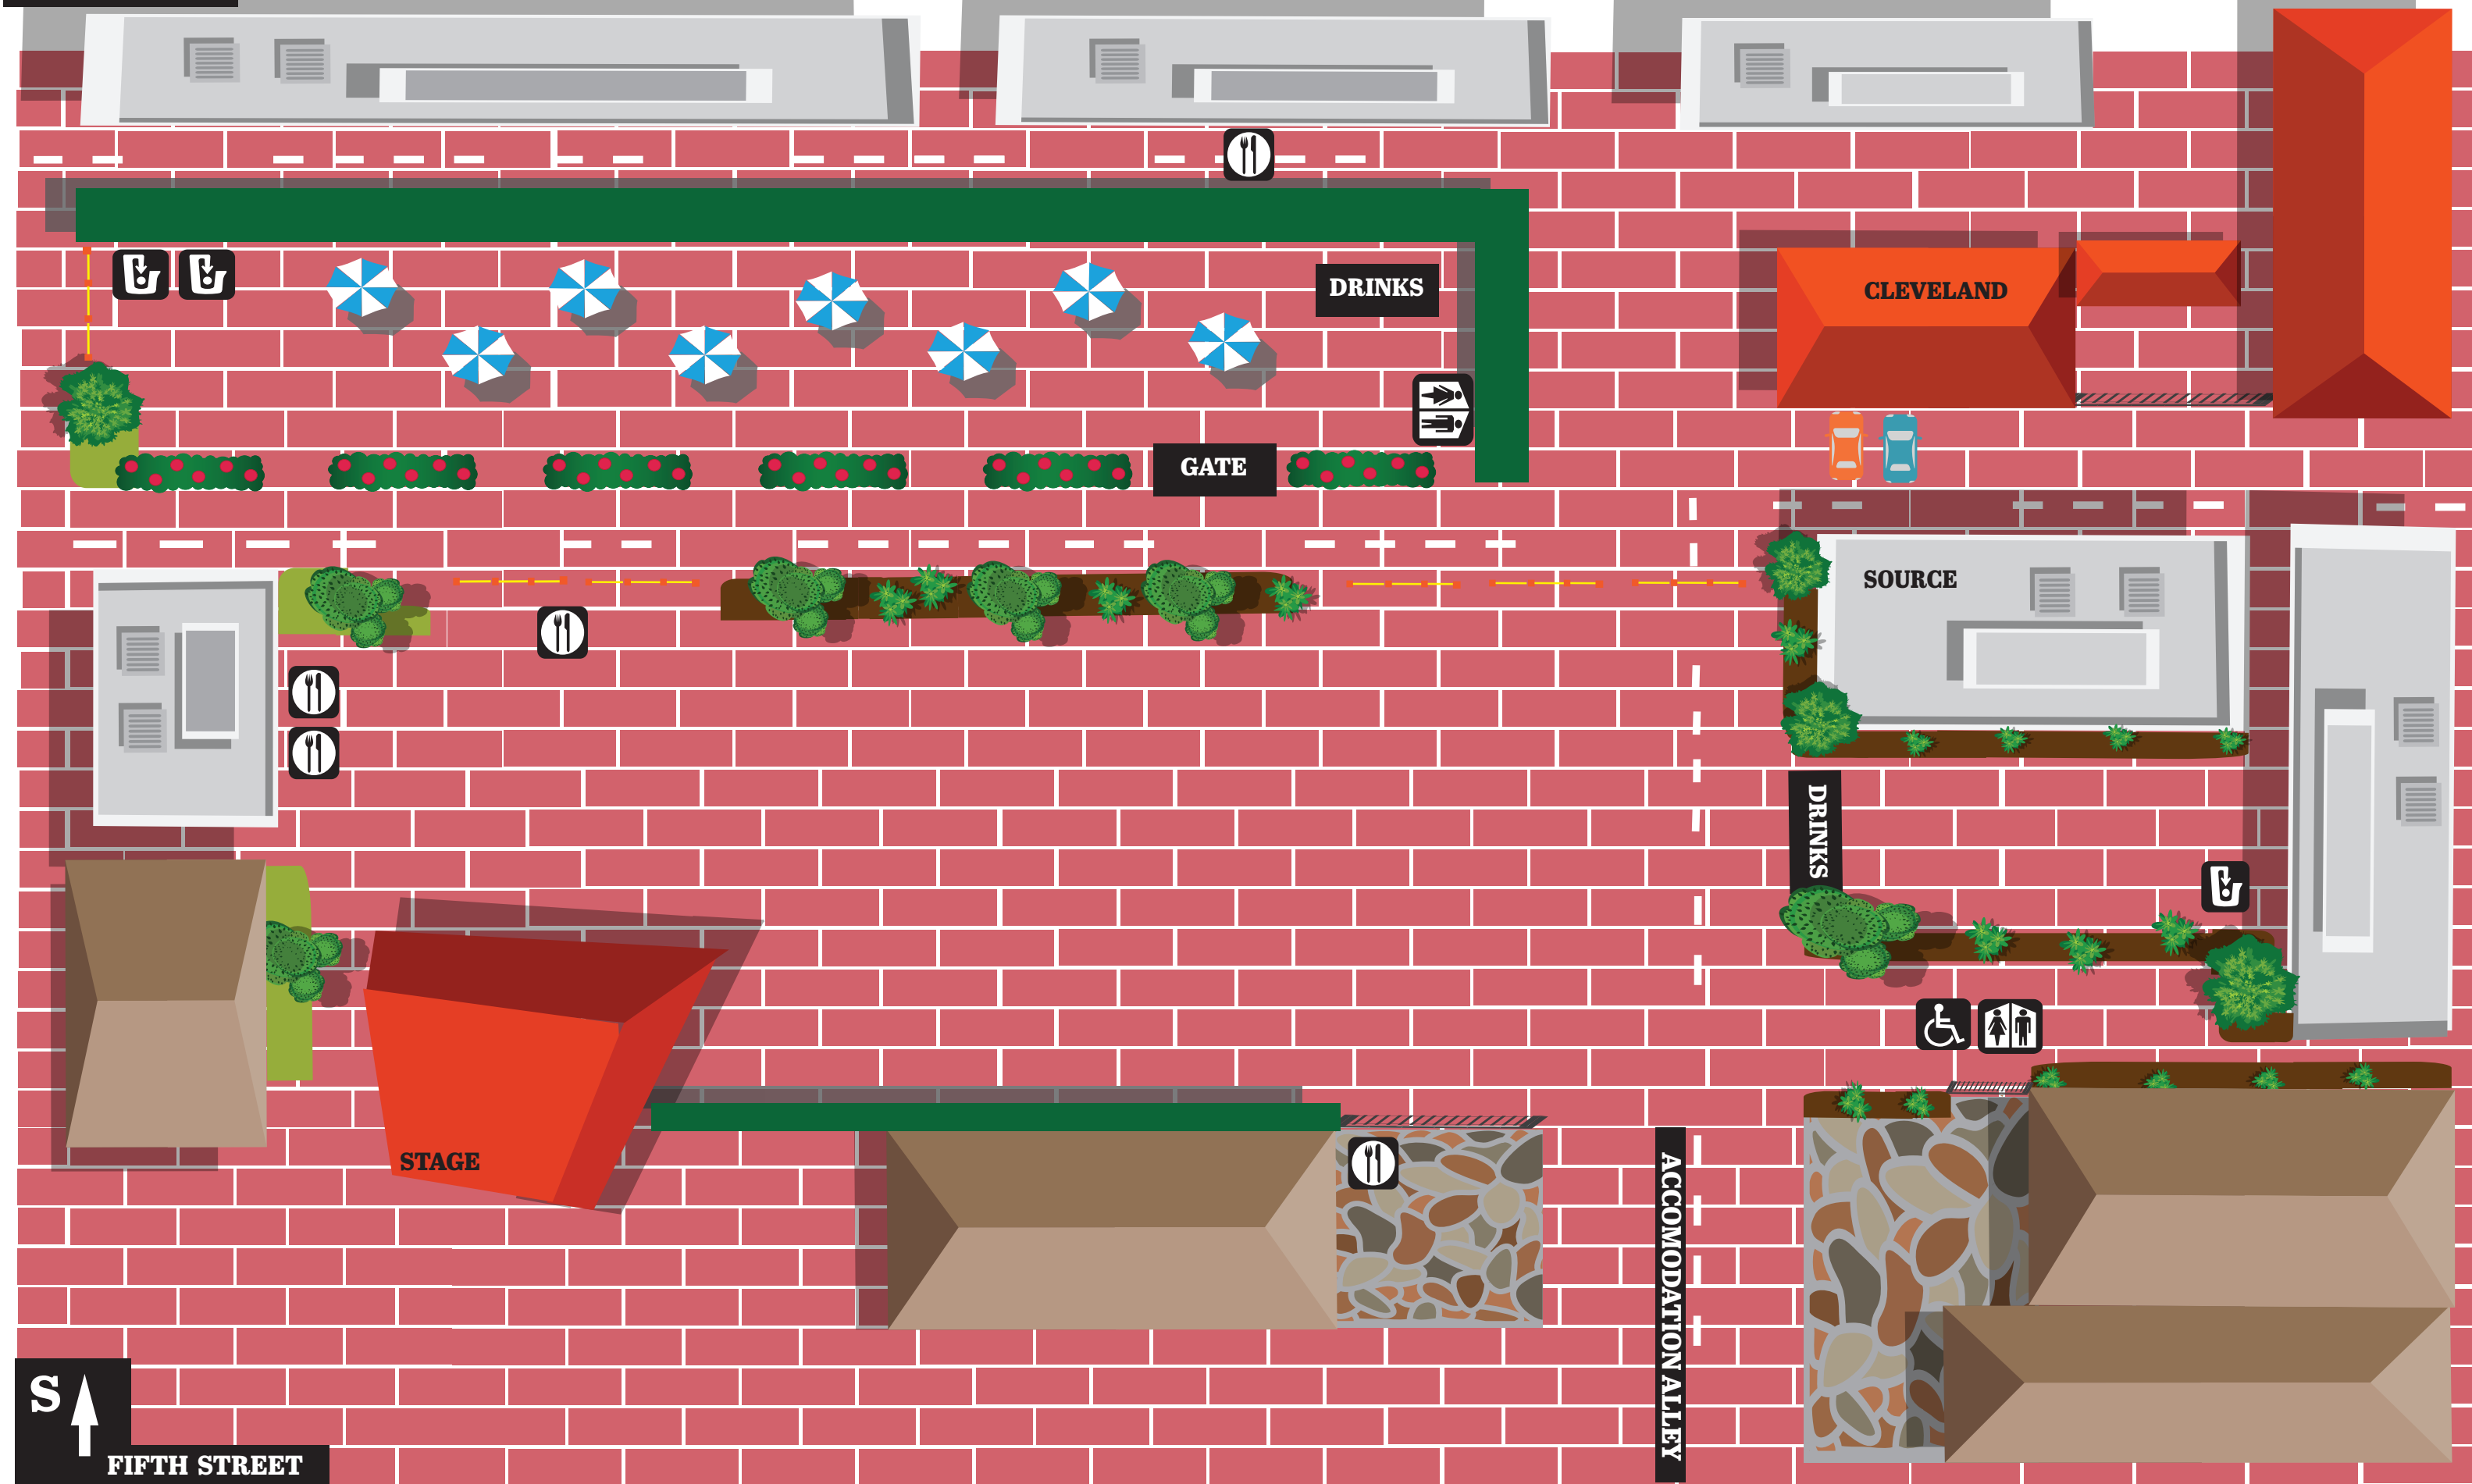 DRINKS
CLEVELAND
GATE
SOURCE
DRINKS
STAGE
ACCOMODATION ALLEY
S
FIFTH STREET